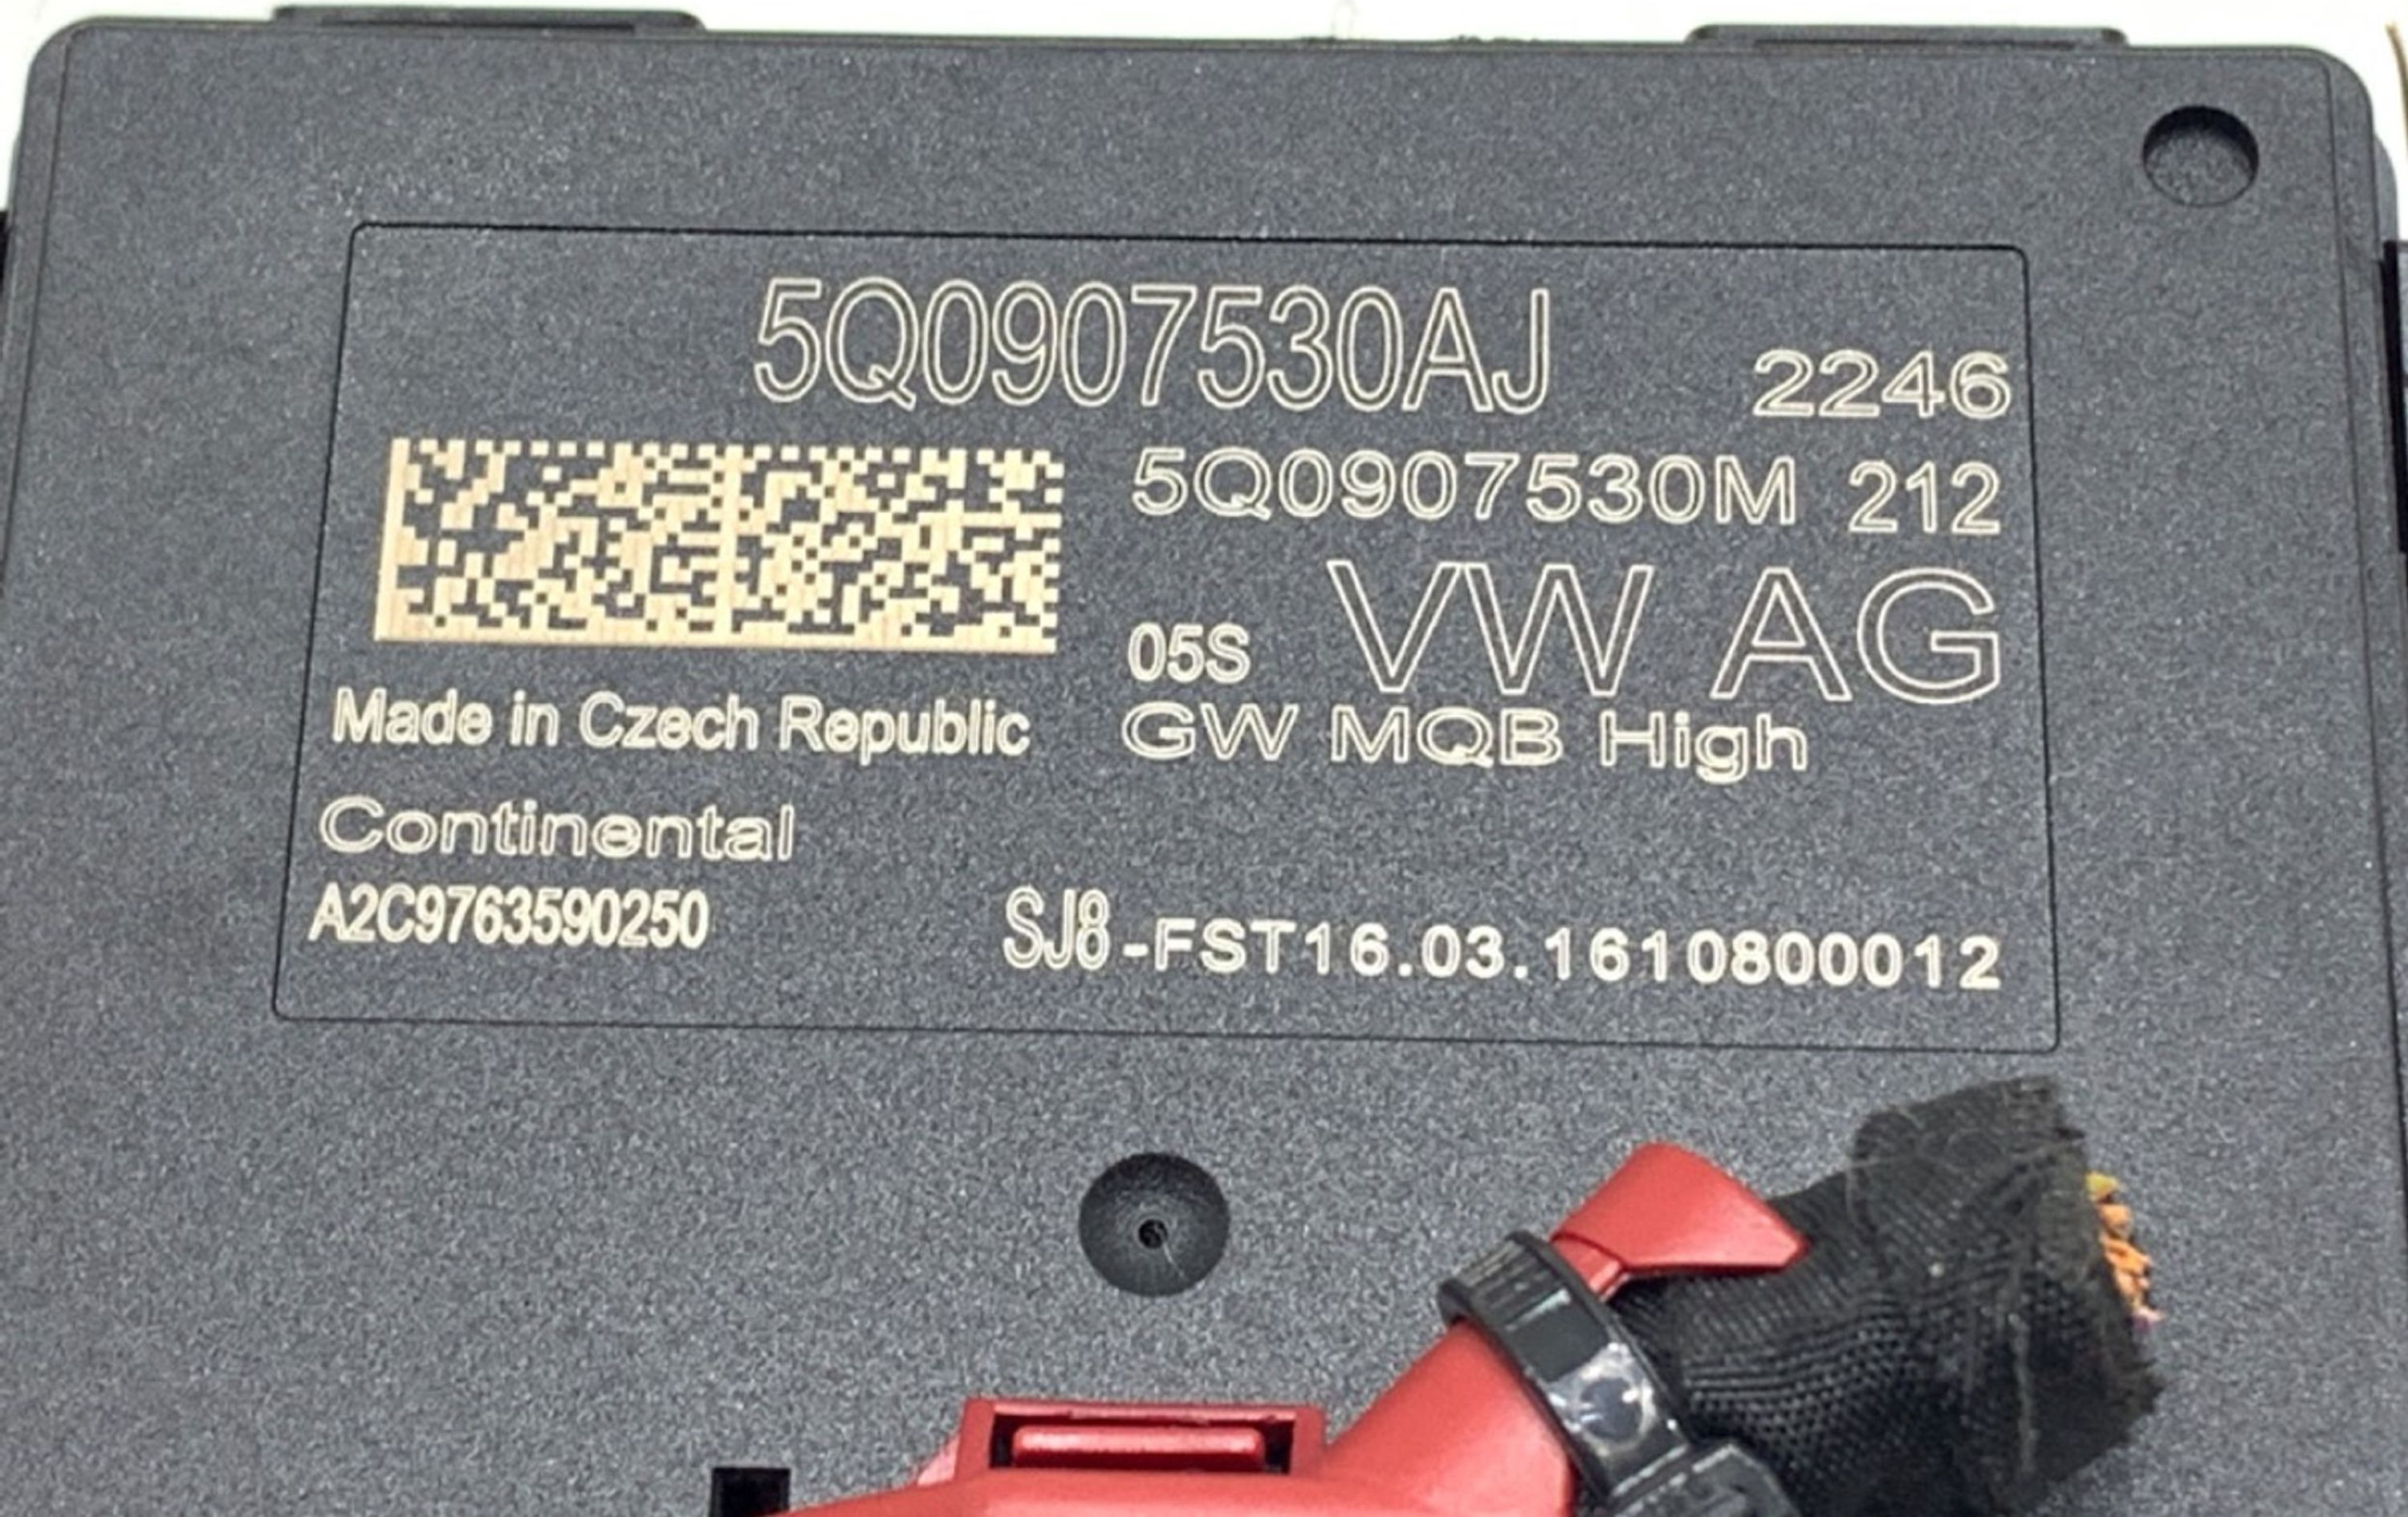 5Q0907530AJ 2246
5Q0907530M 212
05S VW AG
Made in Czech Republic GW MQB High
Continental
A2C9763590250 SJ8-FST16.03.1610800012